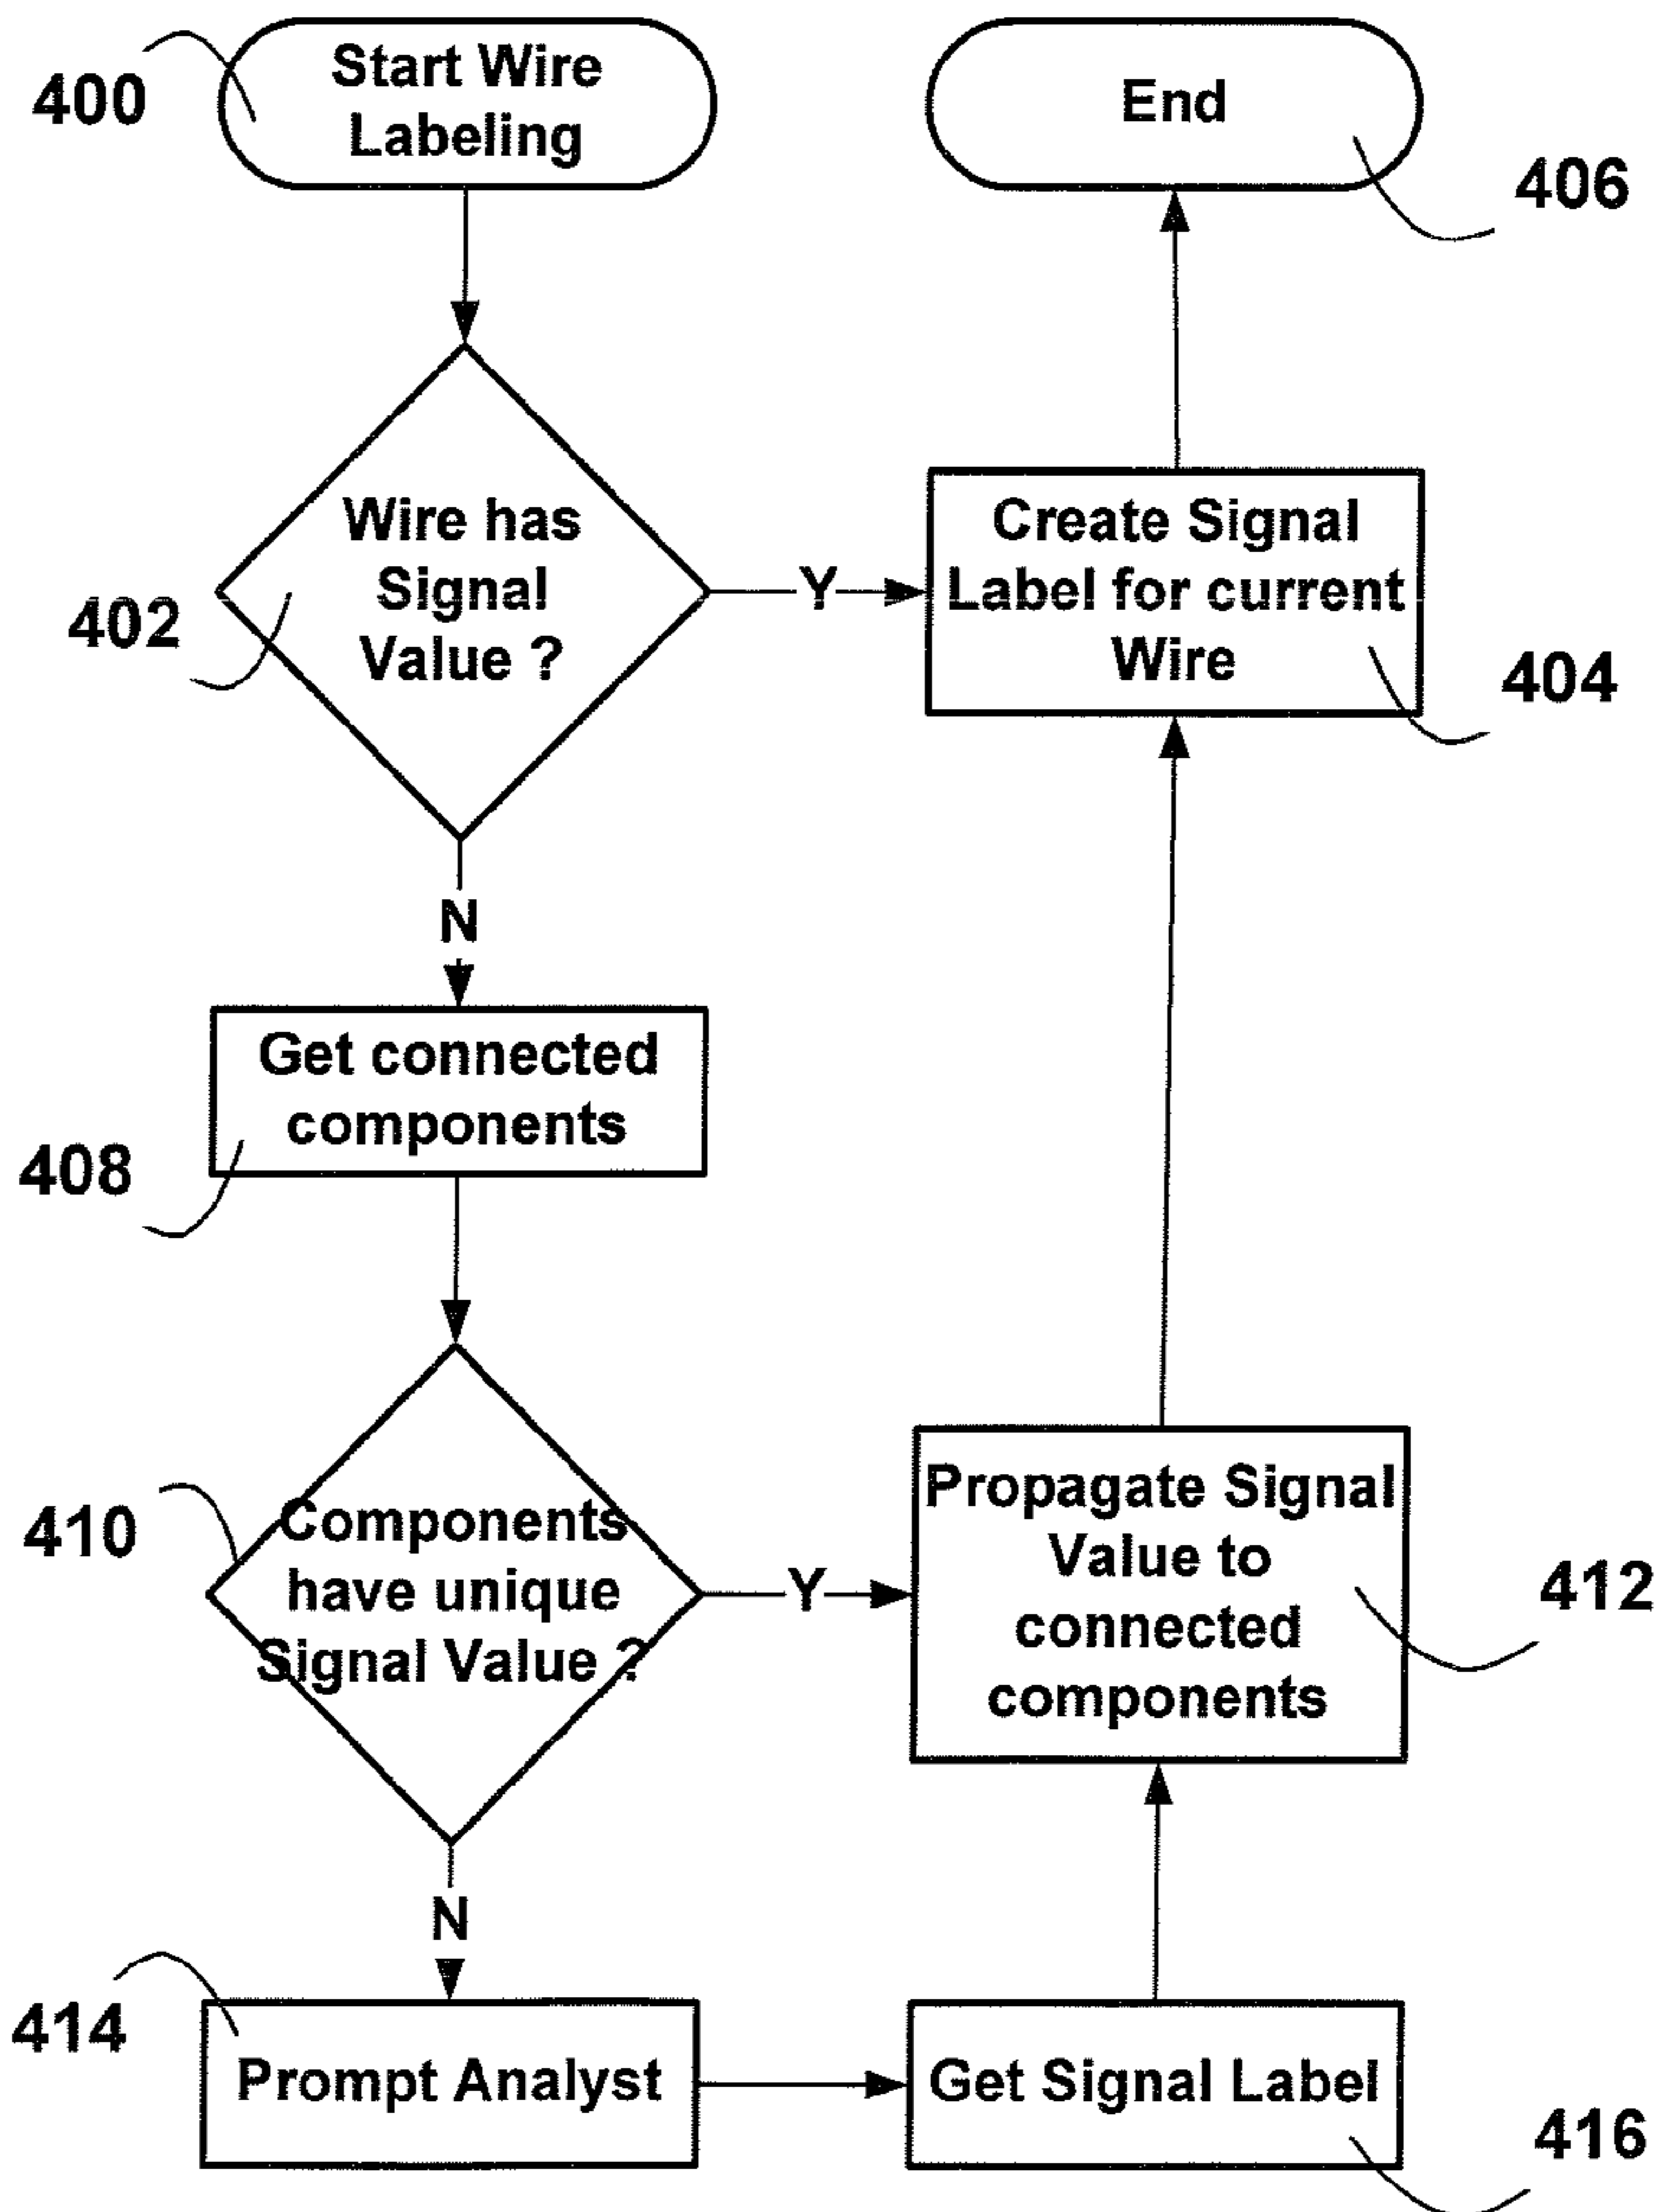 400
Start Wire
Labeling
End
406
402
Wire has
Signal
Value ?
Y
Create Signal
Label for current
Wire
404
N
408
Get connected
components
410
Components
have unique
Signal Value ?
Y
Propagate Signal
Value to
connected
components
412
N
414
Prompt Analyst
Get Signal Label
416